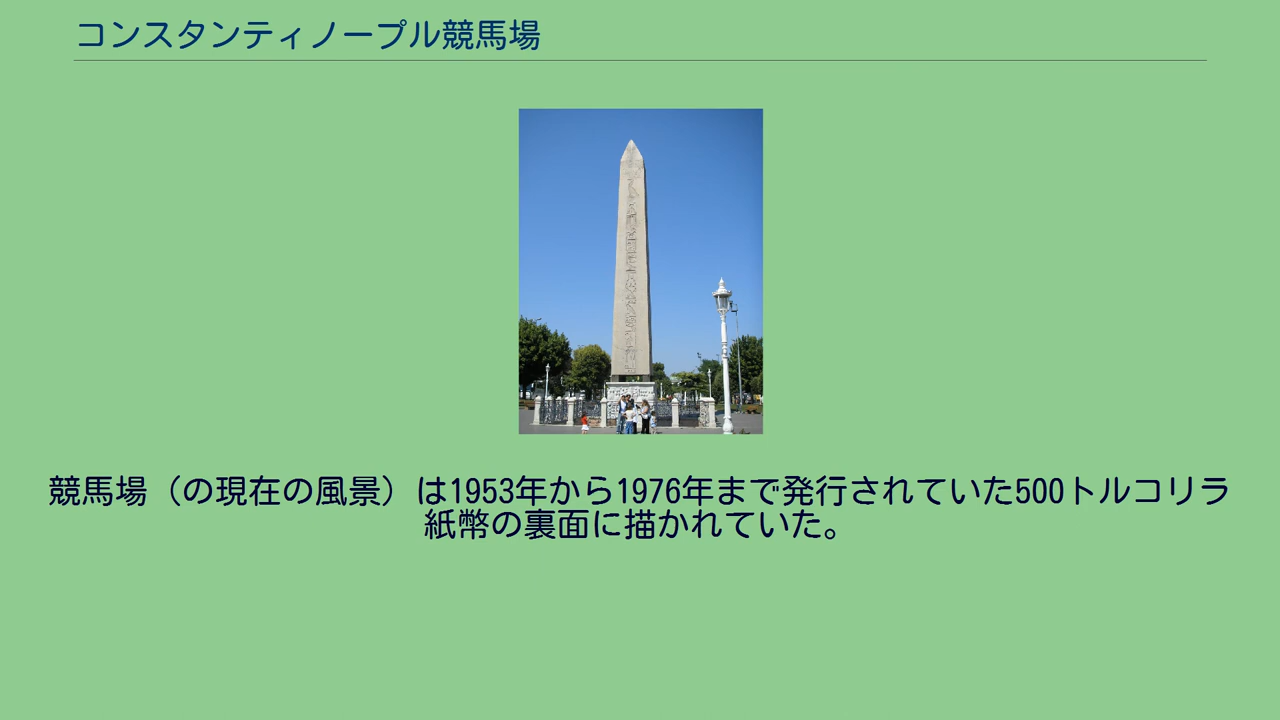 コンスタンティノープル競馬場
競馬場（の現在の風景）は1953年から1976年まで発行されていた500トルコリラ
紙幣の裏面に描かれていた。